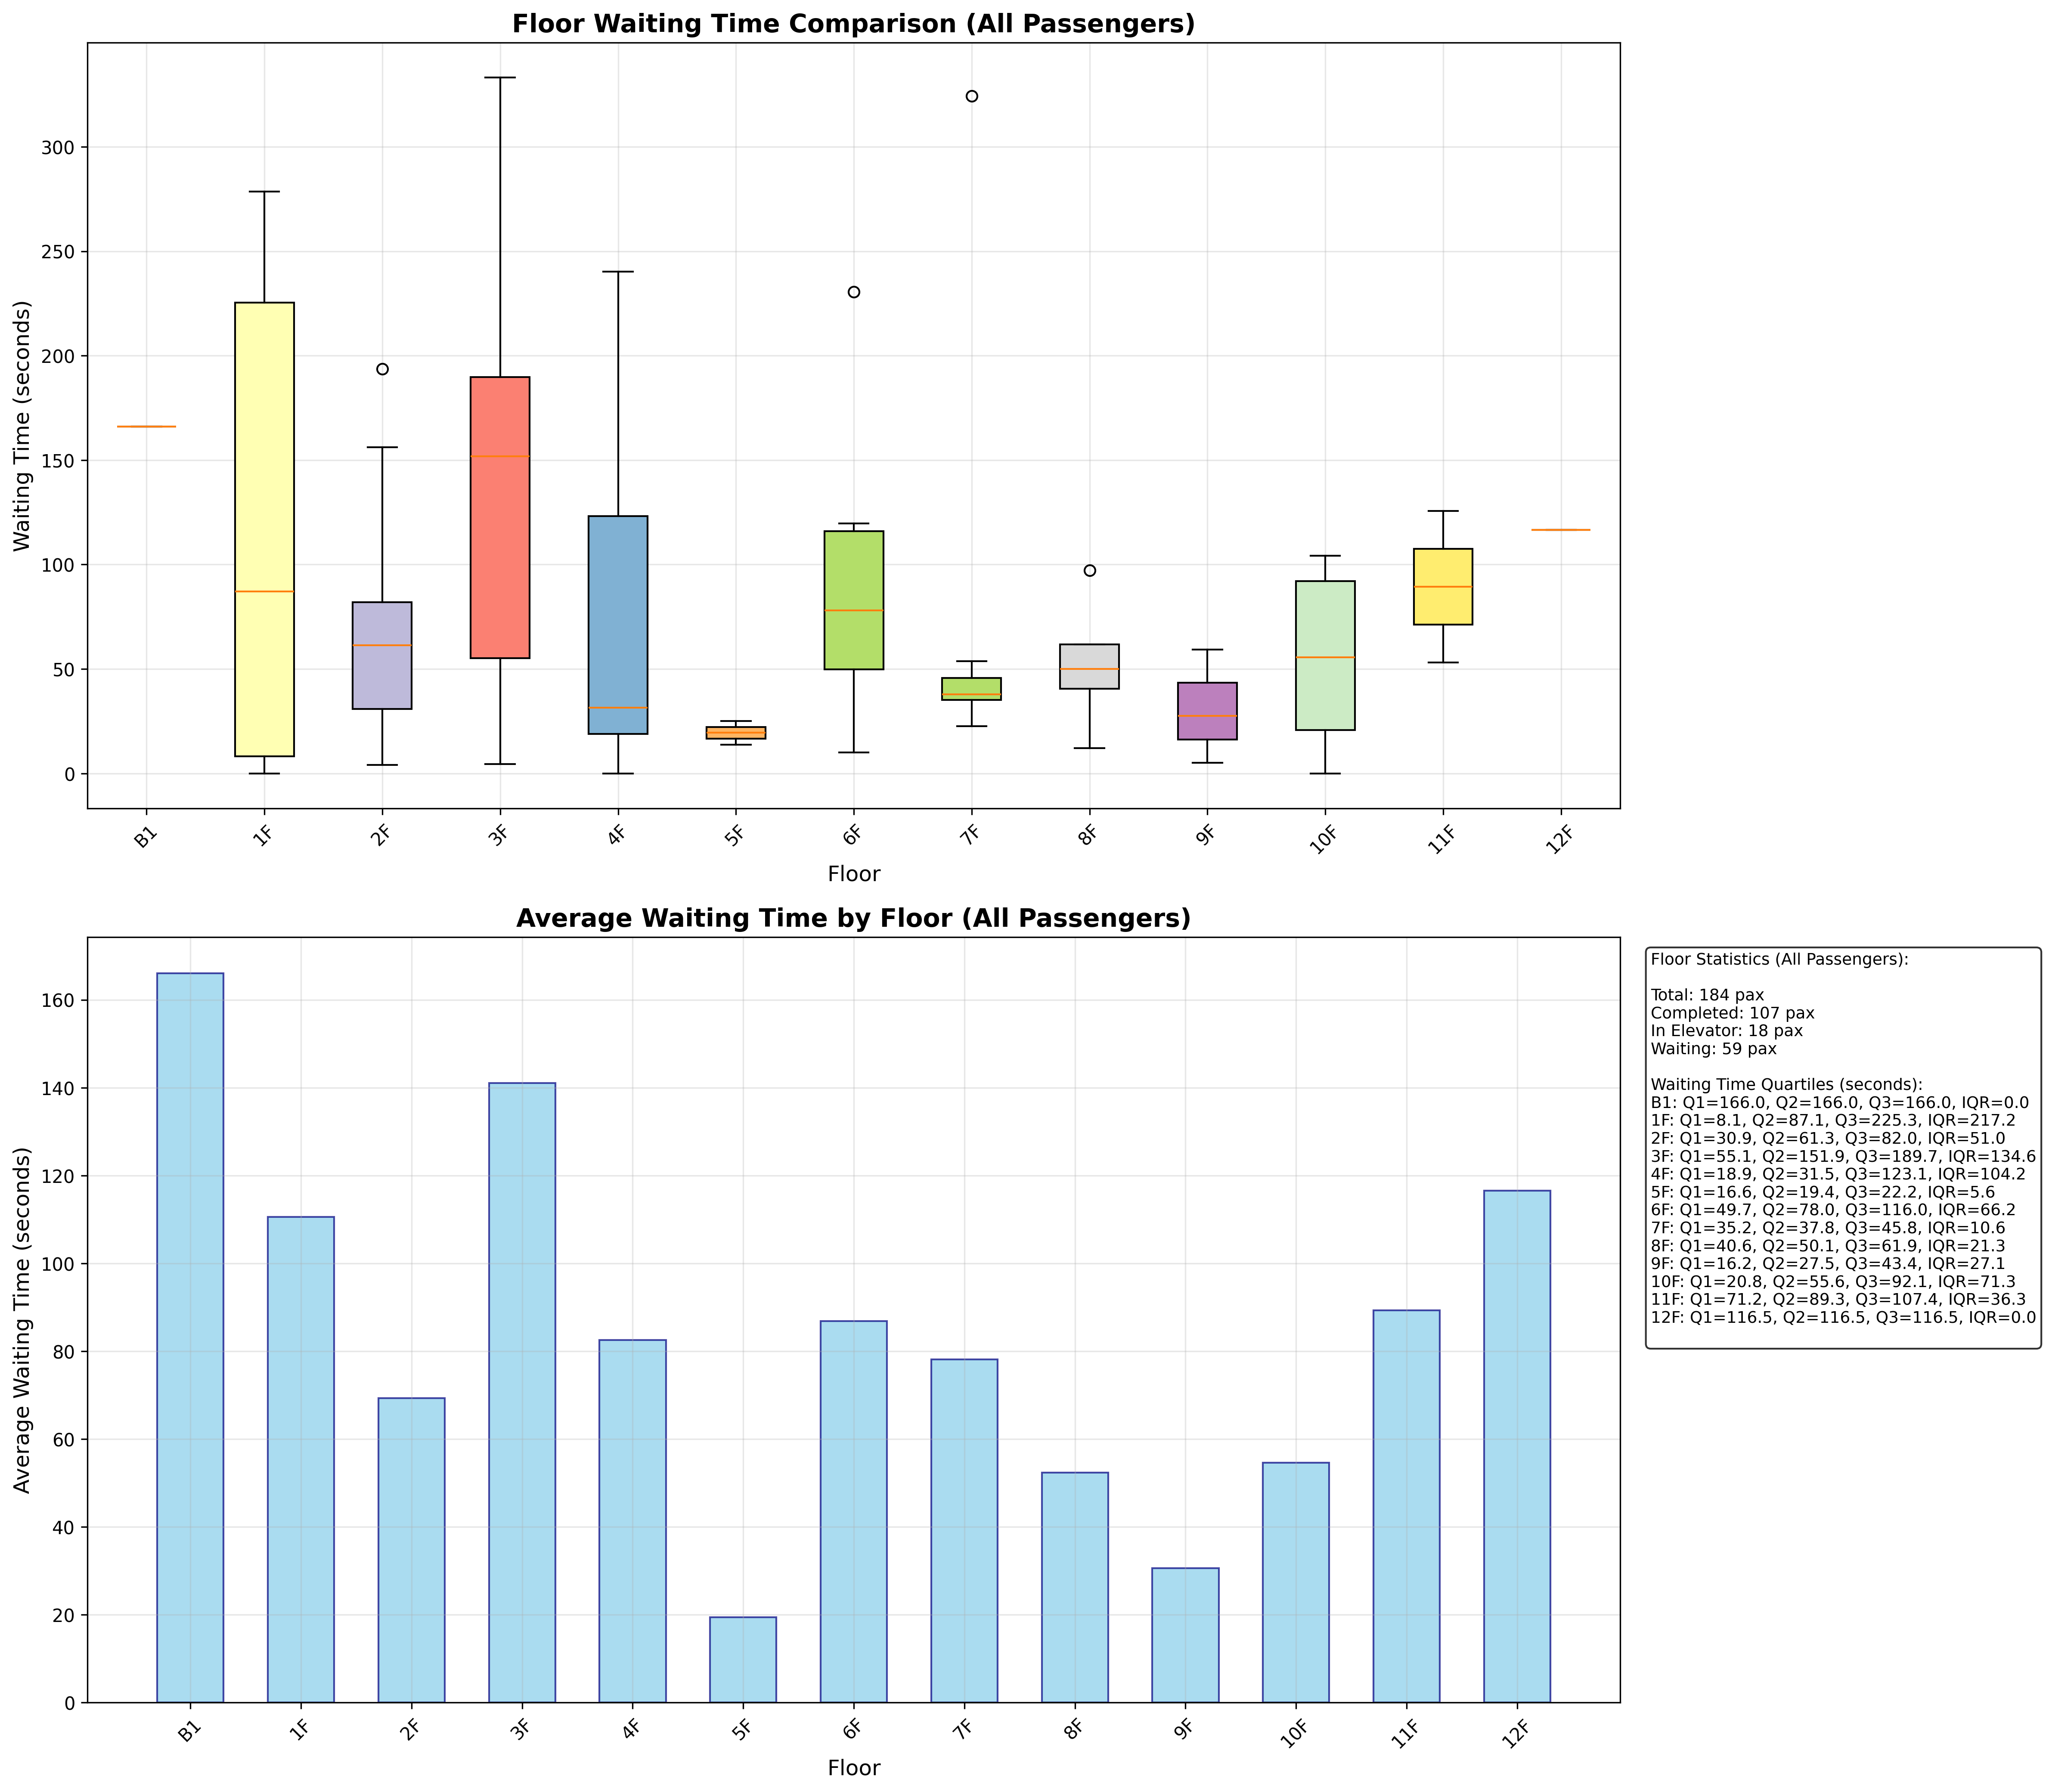 Floor Waiting Time Comparison (All Passengers)
Waiting Time (seconds)
300
250
200
150
100
50
0
B1 1F 2F 3F 4F 5F 6F 7F 8F 9F 10F 11F 12F
Floor
Average Waiting Time by Floor (All Passengers)
Average Waiting Time (seconds)
160
140
120
100
80
60
40
20
0
B1 1F 2F 3F 4F 5F 6F 7F 8F 9F 10F 11F 12F
Floor
Floor Statistics (All Passengers):
Total: 184 pax
Completed: 107 pax
In Elevator: 18 pax
Waiting: 59 pax
Waiting Time Quartiles (seconds):
B1: Q1=166.0, Q2=166.0, Q3=166.0, IQR=0.0
1F: Q1=8.1, Q2=87.1, Q3=225.3, IQR=217.2
2F: Q1=30.9, Q2=61.3, Q3=82.0, IQR=51.0
3F: Q1=55.1, Q2=151.9, Q3=189.7, IQR=134.6
4F: Q1=18.9, Q2=31.5, Q3=123.1, IQR=104.2
5F: Q1=16.6, Q2=19.4, Q3=22.2, IQR=5.6
6F: Q1=49.7, Q2=78.0, Q3=116.0, IQR=66.2
7F: Q1=35.2, Q2=37.8, Q3=45.8, IQR=10.6
8F: Q1=40.6, Q2=50.1, Q3=61.9, IQR=21.3
9F: Q1=16.2, Q2=27.5, Q3=43.4, IQR=27.1
10F: Q1=20.8, Q2=55.6, Q3=92.1, IQR=71.3
11F: Q1=71.2, Q2=89.3, Q3=107.4, IQR=36.3
12F: Q1=116.5, Q2=116.5, Q3=116.5, IQR=0.0